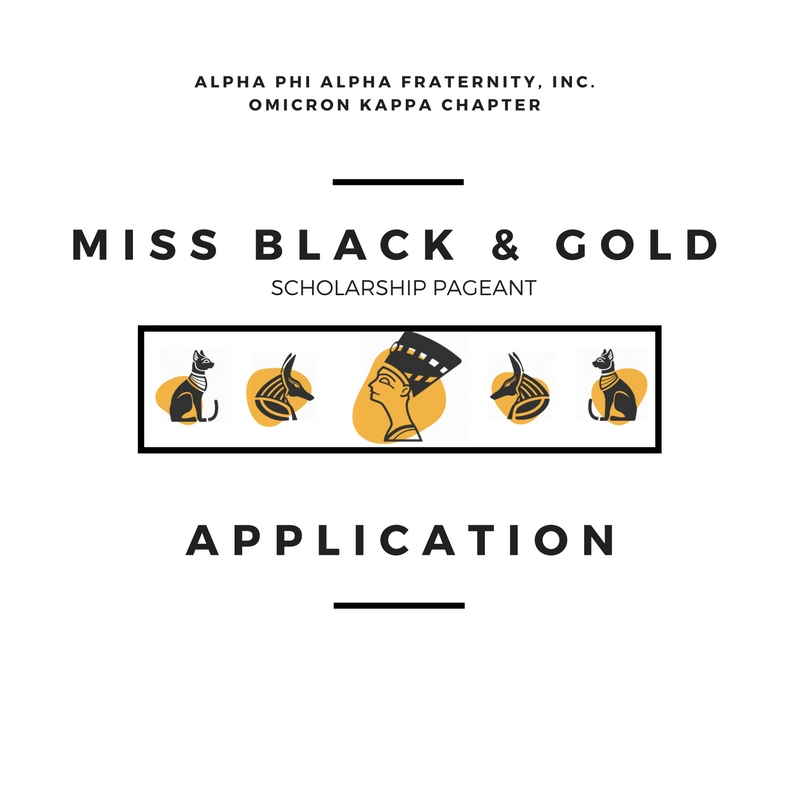 ALPHA PHI ALPHA FRATERNITY, INC.
OMICRON KAPPA CHAPTER
MISS BLACK & GOLD
SCHOLARSHIP PAGEANT
APPLICATION